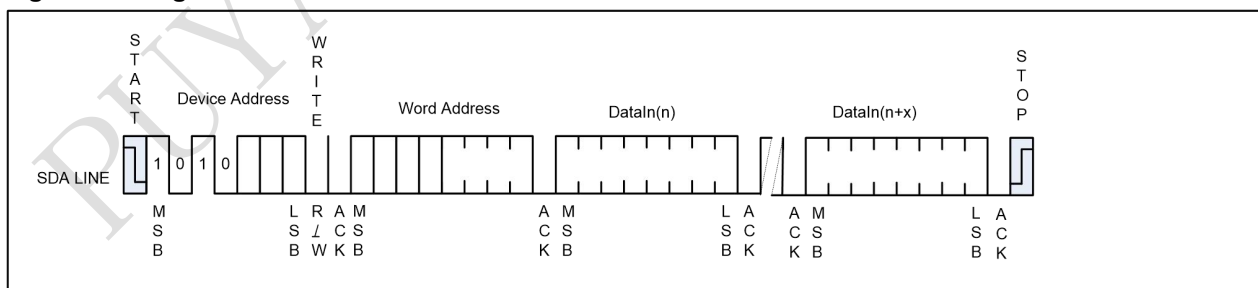 PUY
START
WRITE
STOP
Device Address
Word Address
DataIn(n)
DataIn(n+x)
SDA LINE
1 0 1 0
MSB
LSB
R/W
ACK
MSB
ACK
MSB
LSB
ACK
ACK
MSB
LSB
ACK